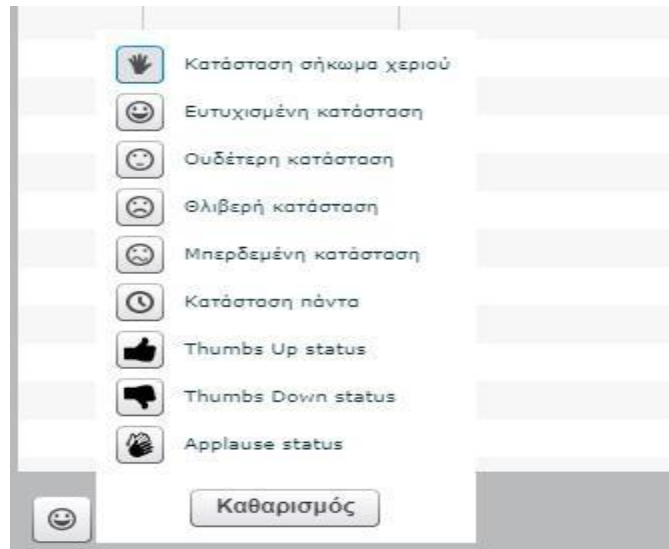 Κατάσταση σήκωμα χεριού
Ευτυχισμένη κατάσταση
Ουδέτερη κατάσταση
Θλιβερή κατάσταση
Μπερδεμένη κατάσταση
Κατάσταση πάντα
Thumbs Up status
Thumbs Down status
Applause status
Καθαρισμός